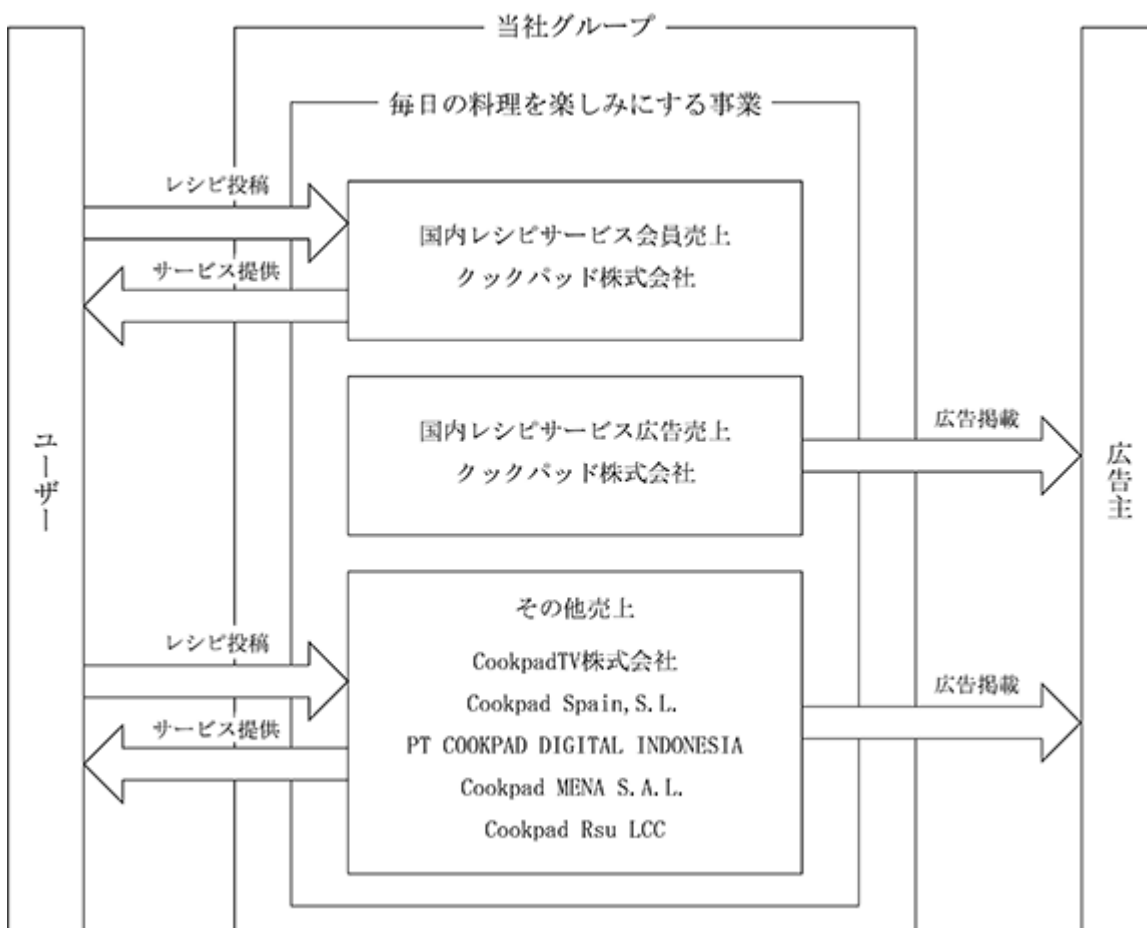 当社グループ
毎日の料理を楽しみにする事業
レシピ投稿
国内レシピサービス会員売上
クックパッド株式会社
サービス提供
ユーザー
国内レシピサービス広告売上
クックパッド株式会社
広告掲載
広告主
その他売上
レシピ投稿
CookpadTV株式会社
Cookpad Spain,S.L.
広告掲載
サービス提供
PT COOKPAD DIGITAL INDONESIA
Cookpad MENA S.A.L.
Cookpad Rsu LCC